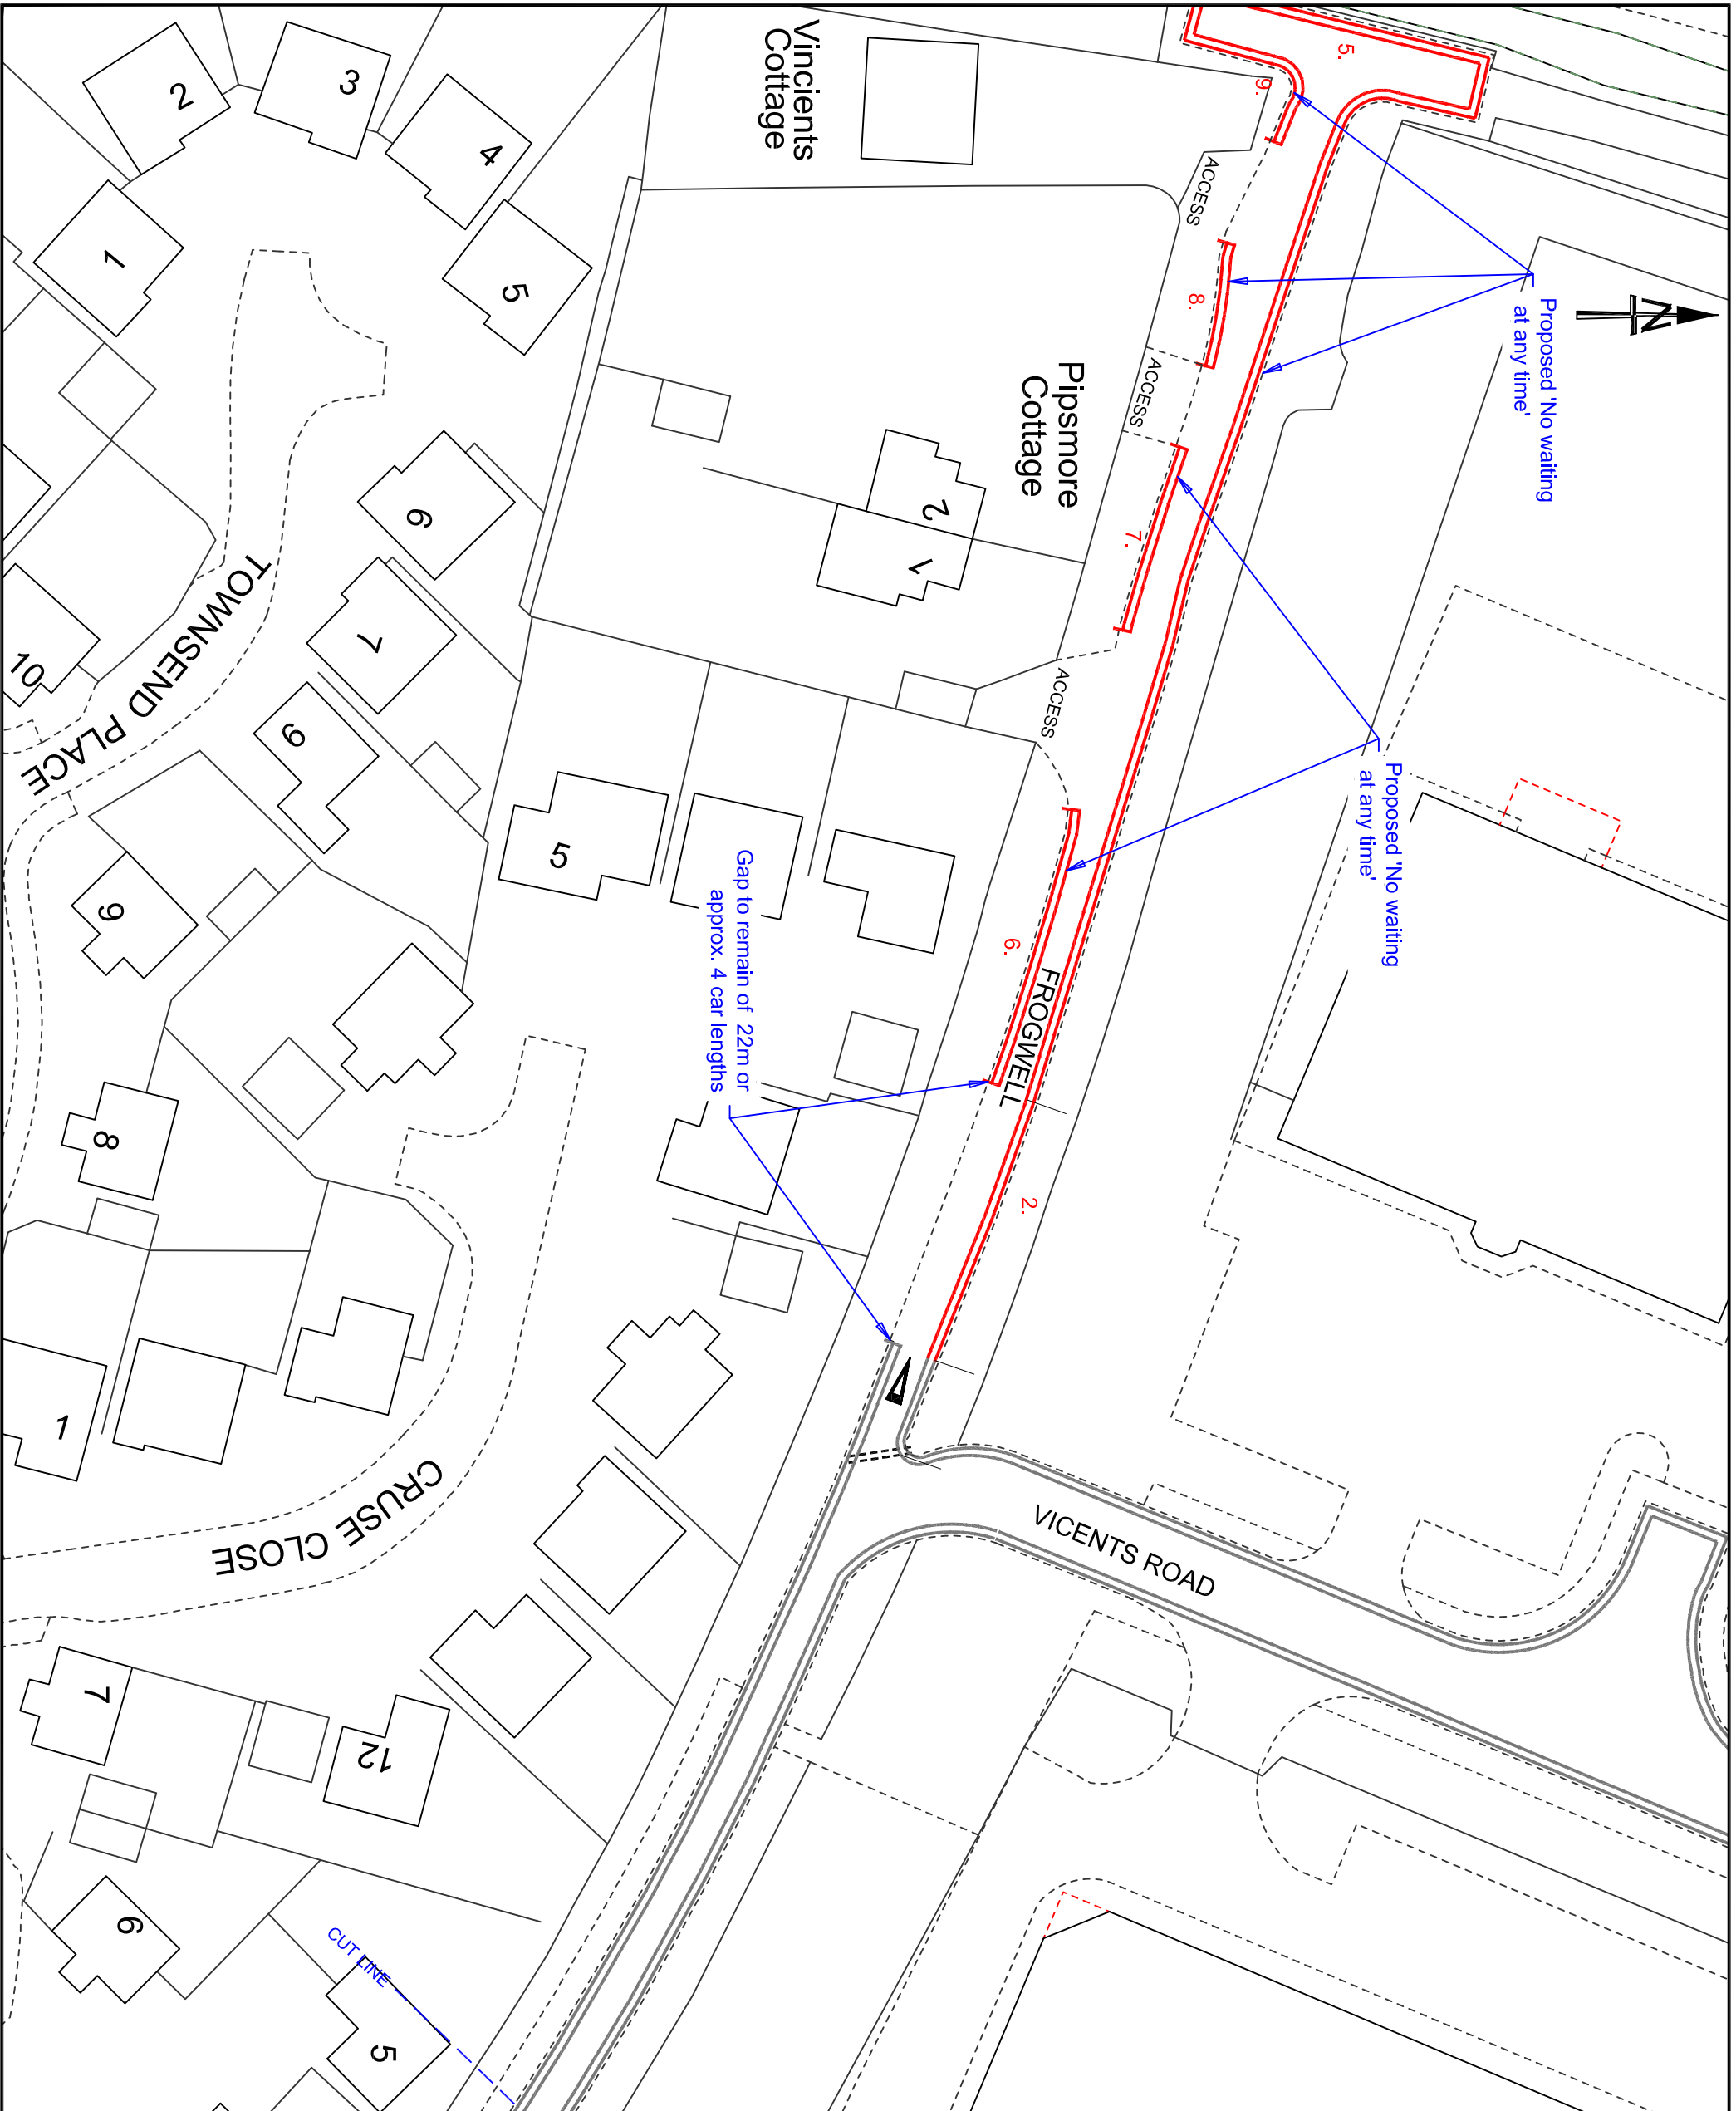 Proposed 'No waiting
at any time'
Proposed 'No waiting
at any time'
Gap to remain of 22m or
approx. 4 car lengths
N
Vincients
Cottage
Pipsmore
Cottage
ACCESS
ACCESS
ACCESS
FROGWELL
VICENTS ROAD
TOWNSEND PLACE
CRUSE CLOSE
CUT LINE
5.
9.
8.
7.
6.
2.
2
3
4
5
1
2
1
6
7
10
9
5
9
8
1
7
12
6
5